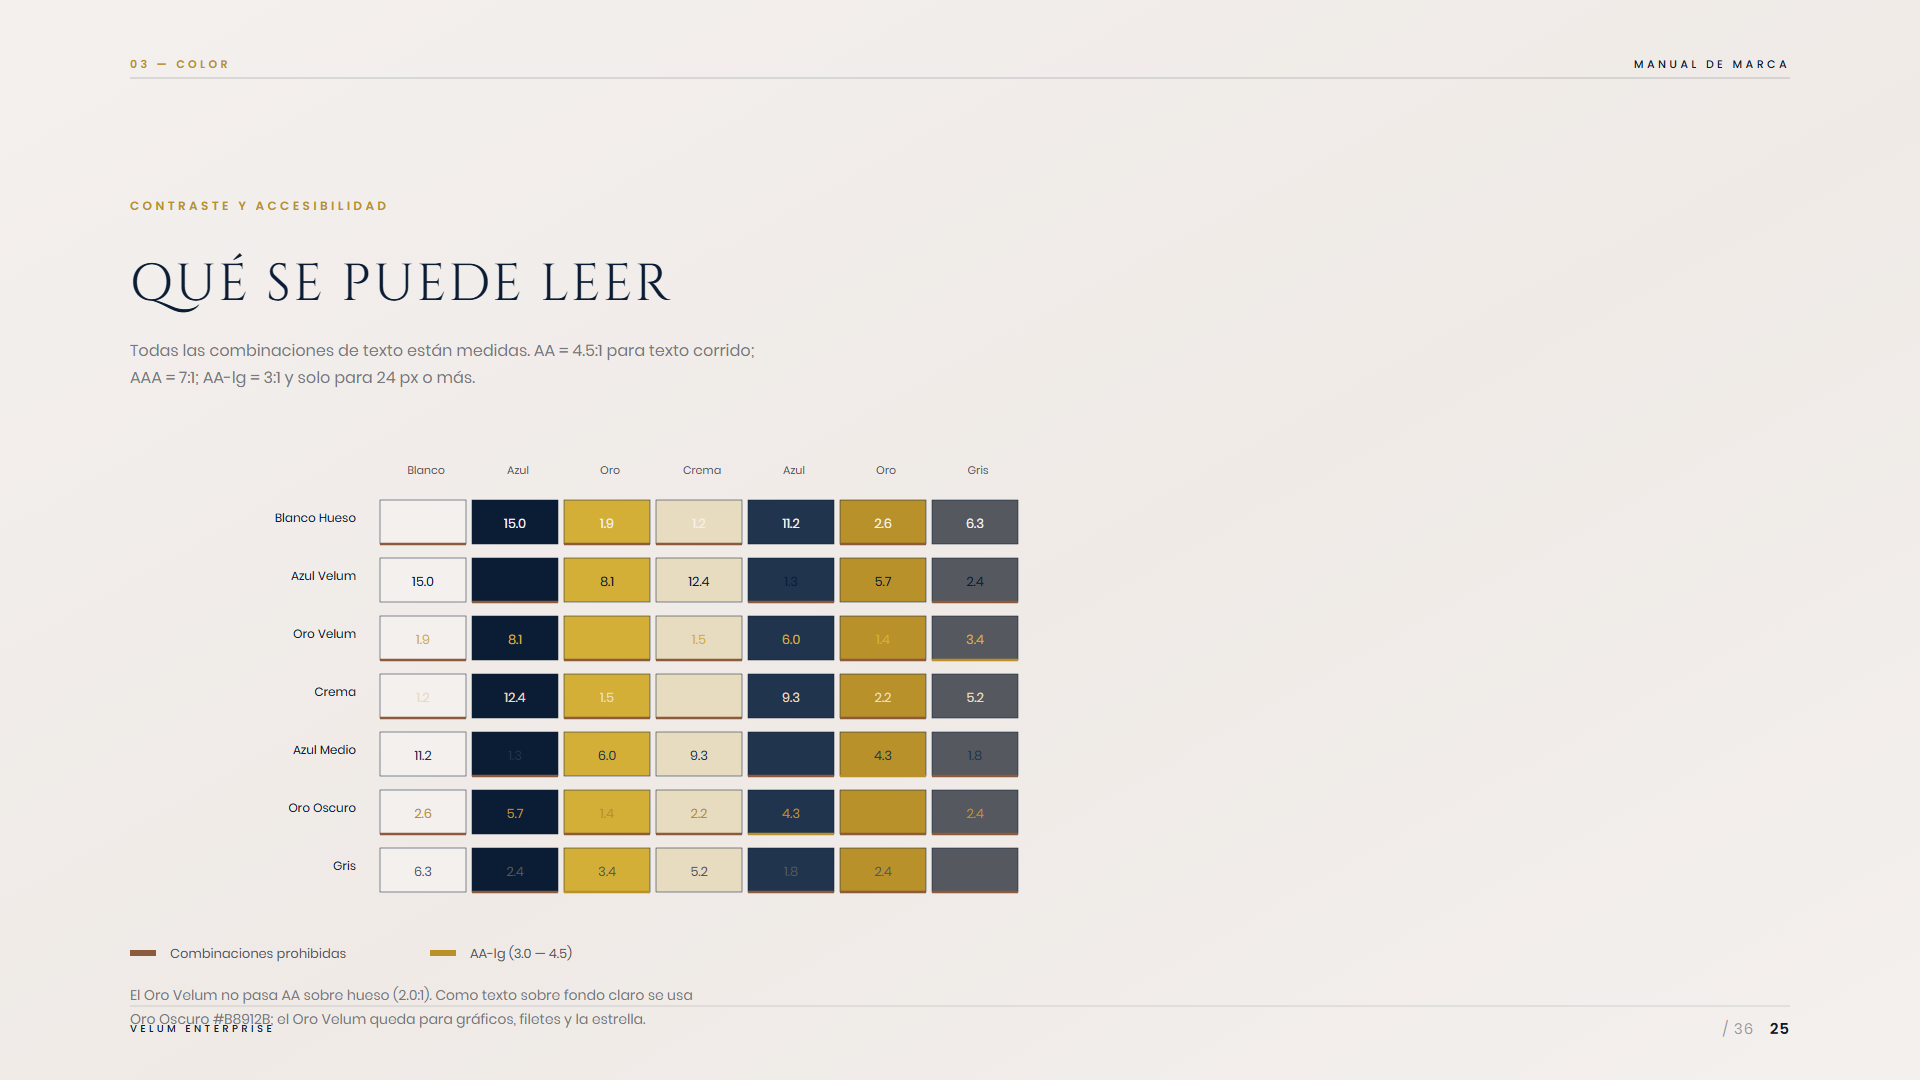 03 — COLOR
MANUAL DE MARCA
CONTRASTE Y ACCESIBILIDAD
QUÉ SE PUEDE LEER
Todas las combinaciones de texto están medidas. AA = 4.5:1 para texto corrido;
AAA = 7:1; AA-lg = 3:1 y solo para 24 px o más.
Blanco Azul Oro Crema Azul Oro Gris
Blanco Hueso 15.0 1.9 1.2 11.2 2.6 6.3
Azul Velum 15.0 8.1 12.4 1.3 5.7 2.4
Oro Velum 1.9 8.1 1.5 6.0 1.4 3.4
Crema 1.2 12.4 1.5 9.3 2.2 5.2
Azul Medio 11.2 1.3 6.0 9.3 4.3 1.8
Oro Oscuro 2.6 5.7 1.4 2.2 4.3 2.4
Gris 6.3 2.4 3.4 5.2 1.8 2.4
Combinaciones prohibidas
AA-lg (3.0 — 4.5)
El Oro Velum no pasa AA sobre hueso (2.0:1). Como texto sobre fondo claro se usa
Oro Oscuro #B8912B; el Oro Velum queda para gráficos, filetes y la estrella.
VELUM ENTERPRISE
/ 36 25